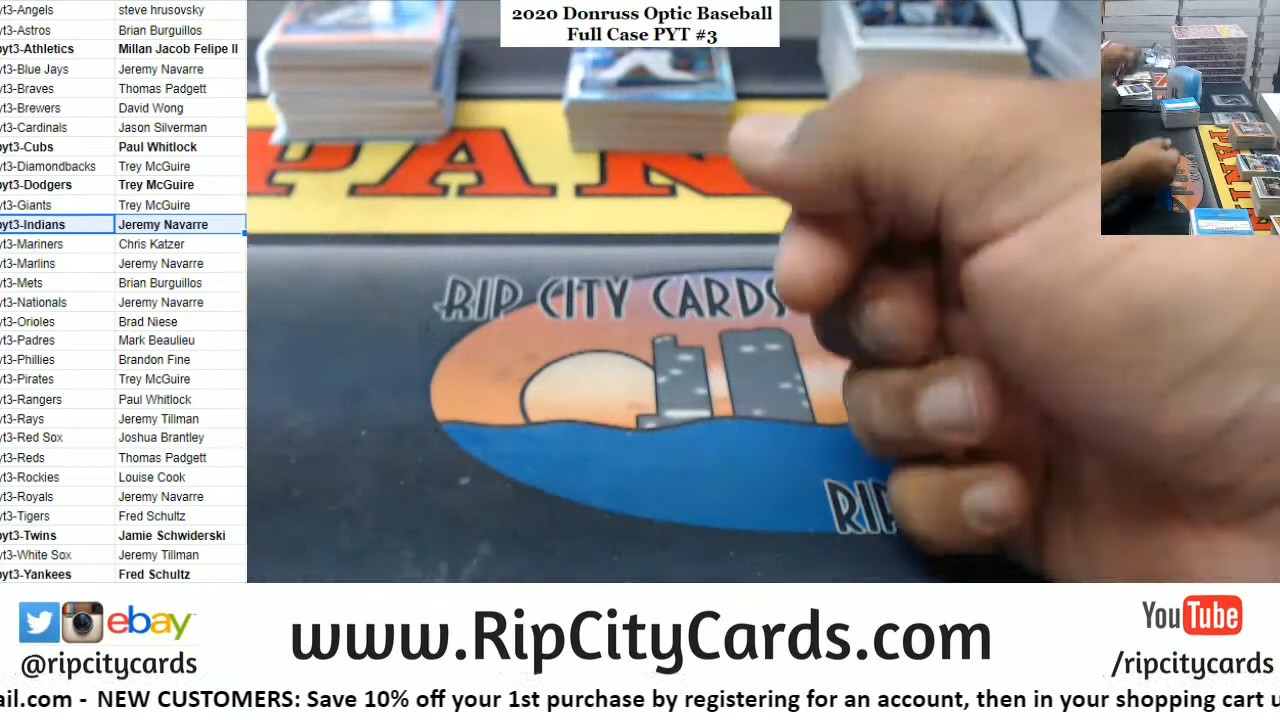 2020 Donruss Optic Baseball
Full Case PYT #3
yt3-Angels steve hrusovsky
yt3-Astros Brian Burguillos
pyt3-Athletics Millan Jacob Felipe II
yt3-Blue Jays Jeremy Navarre
yt3-Braves Thomas Padgett
yt3-Brewers David Wong
yt3-Cardinals Jason Silverman
pyt3-Cubs Paul Whitlock
yt3-Diamondbacks Trey McGuire
pyt3-Dodgers Trey McGuire
yt3-Giants Trey McGuire
pyt3-Indians Jeremy Navarre
yt3-Mariners Chris Katzer
yt3-Marlins Jeremy Navarre
yt3-Mets Brian Burguillos
yt3-Nationals Jeremy Navarre
yt3-Orioles Brad Niese
yt3-Padres Mark Beaulieu
yt3-Phillies Brandon Fine
yt3-Pirates Trey McGuire
yt3-Rangers Paul Whitlock
yt3-Rays Jeremy Tillman
yt3-Red Sox Joshua Brantley
yt3-Reds Thomas Padgett
yt3-Rockies Louise Cook
yt3-Royals Jeremy Navarre
yt3-Tigers Fred Schultz
pyt3-Twins Jamie Schwiderski
yt3-White Sox Jeremy Tillman
pyt3-Yankees Fred Schultz
PANI
RIP CITY CARDS
RIP
ebay
@ripcitycards
www.RipCityCards.com
YouTube
/ripcitycards
ail.com - NEW CUSTOMERS: Save 10% off your 1st purchase by registering for an account, then in your shopping cart u